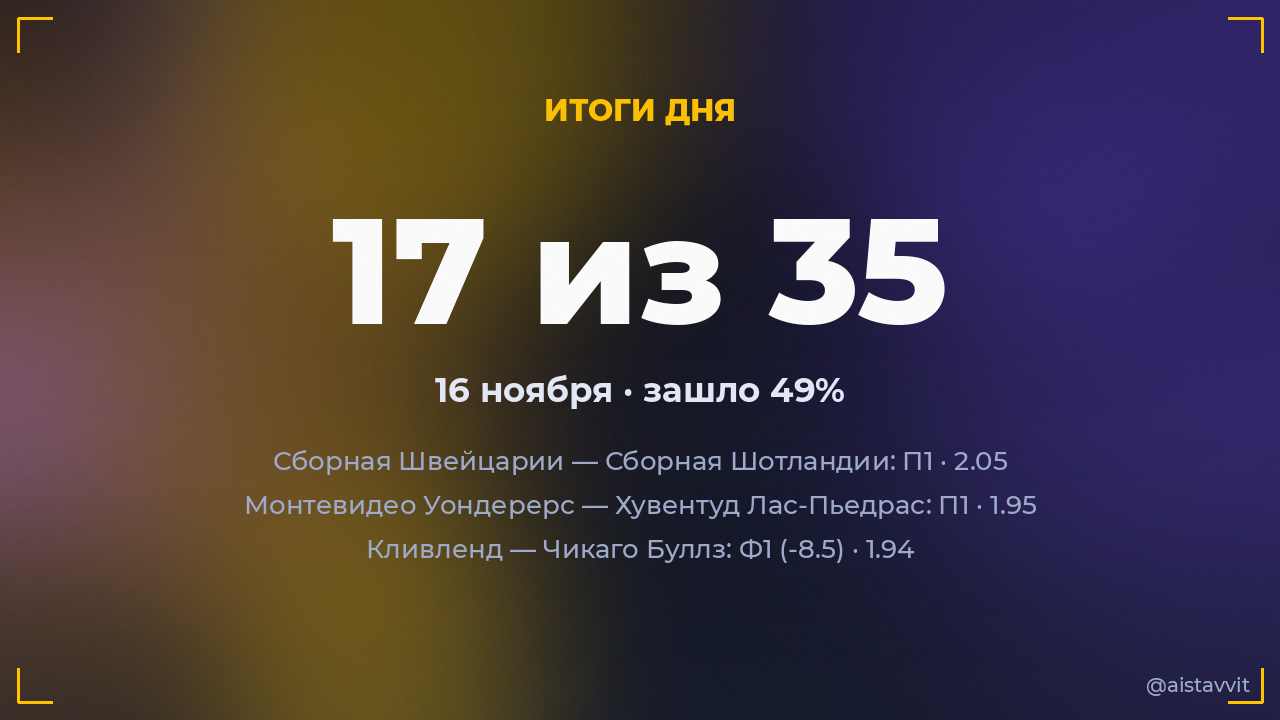 ИТОГИ ДНЯ
17 из 35
16 ноября · зашло 49%
Сборная Швейцарии — Сборная Шотландии: П1 · 2.05
Монтевидео Уондерерс — Хувентуд Лас-Пьедрас: П1 · 1.95
Кливленд — Чикаго Буллз: Ф1 (-8.5) · 1.94
@aistavvit